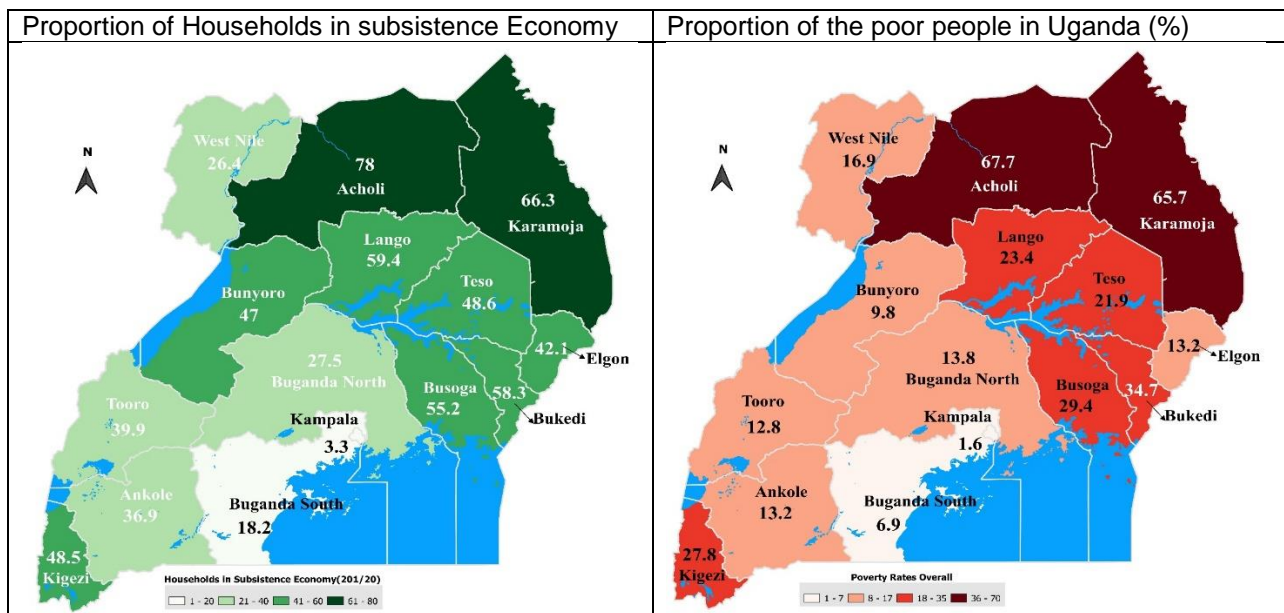 Proportion of Households in subsistence Economy
Proportion of the poor people in Uganda (%)
N
West Nile
26.4
78
Acholi
66.3
Karamoja
Lango
59.4
Teso
48.6
Bunyoro
47
42.1
Elgon
27.5
Buganda North
Busoga
55.2
58.3
Bukedi
Kampala
3.3
Tooro
39.9
Ankole
36.9
Buganda South
18.2
48.5
Kigezi
Households in Subsistence Economy(201/20)
1 - 20
21 - 40
41 - 60
61 - 80
N
West Nile
16.9
67.7
Acholi
65.7
Karamoja
Lango
23.4
Teso
21.9
Bunyoro
9.8
13.2
Elgon
13.8
Buganda North
Busoga
29.4
34.7
Bukedi
Kampala
1.6
Tooro
12.8
Ankole
13.2
Buganda South
6.9
27.8
Kigezi
Poverty Rates Overall
1 - 7
8 - 17
18 - 35
36 - 70